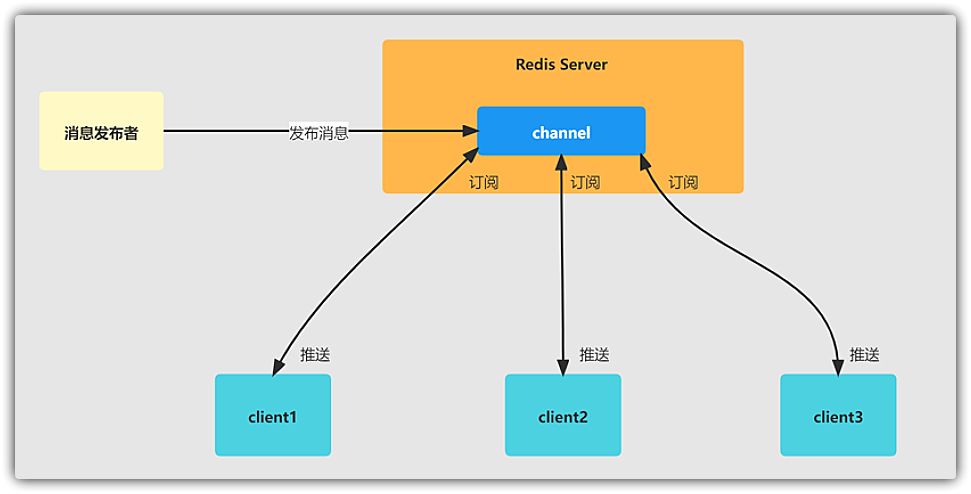 Redis Server
消息发布者
发布消息
channel
订阅
订阅
订阅
推送
推送
推送
client1
client2
client3